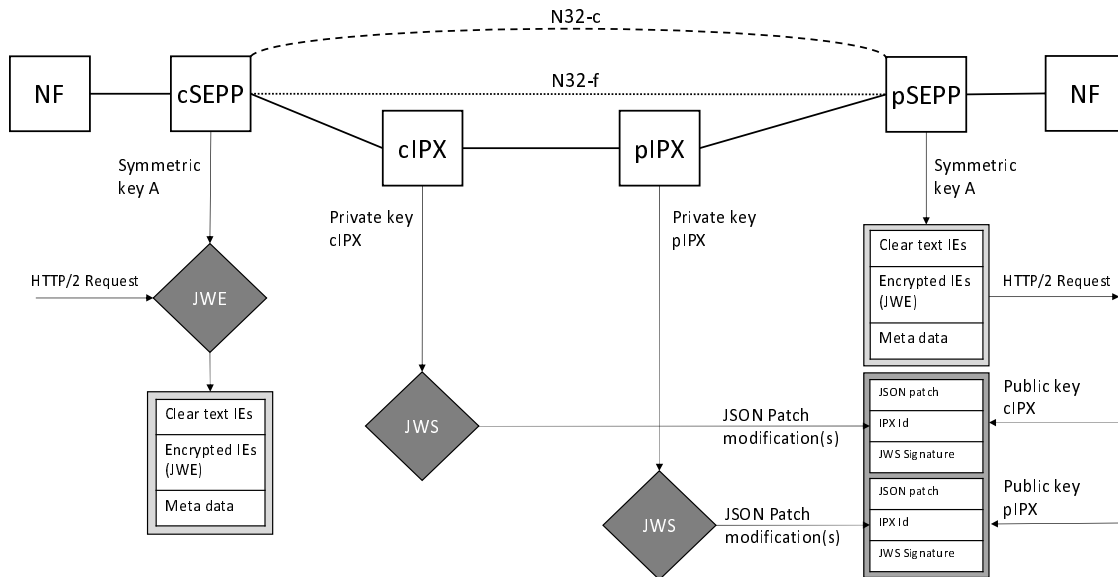 N32-c
N32-f
NF
cSEPP
pSEPP
NF
cIPX
pIPX
Symmetric
key A
Symmetric
key A
Private key
cIPX
Private key
pIPX
HTTP/2 Request
JWE
Clear text IEs
Encrypted IEs
(JWE)
Meta data
HTTP/2 Request
Clear text IEs
Encrypted IEs
(JWE)
Meta data
JWS
JSON Patch
modification(s)
JSON patch
IPX Id
JWS Signature
Public key
cIPX
JWS
JSON Patch
modification(s)
JSON patch
IPX Id
JWS Signature
Public key
pIPX